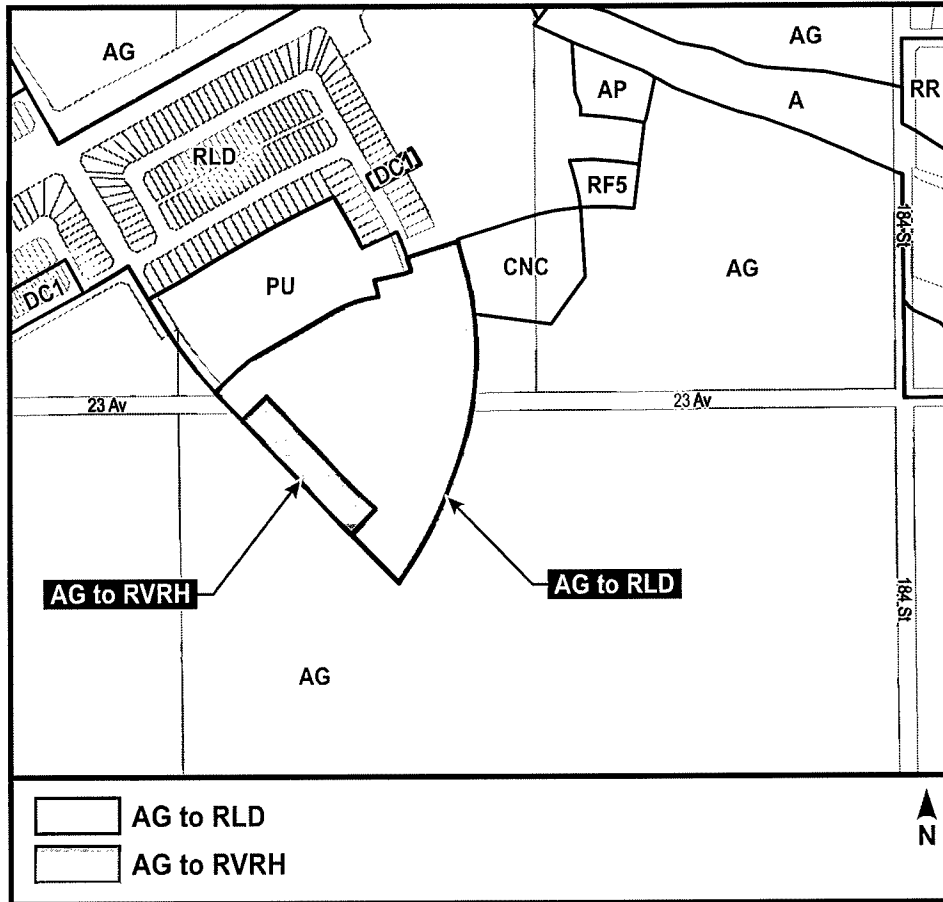 AG
AG
AP
A
RR
RLD
DC1
RF5
184 St
CNC
AG
PU
DC1
23 Av
23 Av
AG to RVRH
AG to RLD
184 St
AG
AG to RLD
N
AG to RVRH